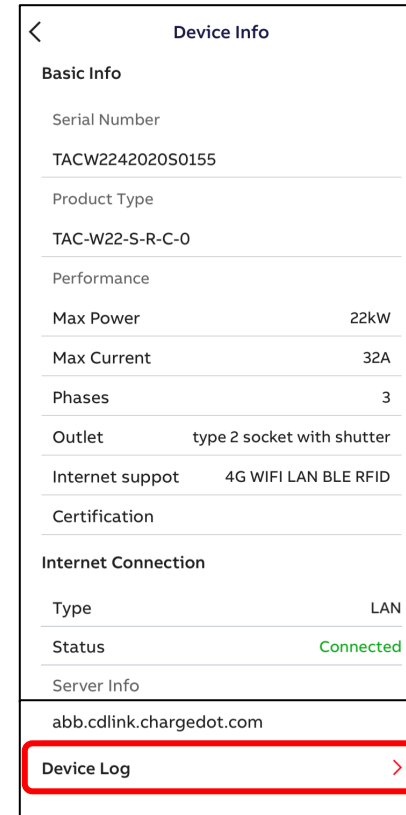 Device Info
Basic Info
Serial Number
TACW2242020S0155
Product Type
TAC-W22-S-R-C-0
Performance
Max Power 22kW
Max Current 32A
Phases 3
Outlet type 2 socket with shutter
Internet suppot 4G WIFI LAN BLE RFID
Certification
Internet Connection
Type LAN
Status Connected
Server Info
abb.cdlink.chargedot.com
Device Log